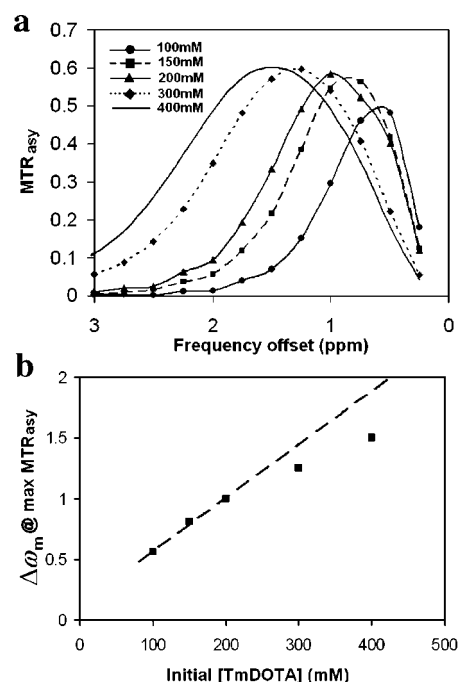 a
0.7
0.6
0.5
0.4
0.3
0.2
0.1
0
MTRasy
100mM
150mM
200mM
300mM
400mM
3 2 1 0
Frequency offset (ppm)
b
2
1.5
1
0.5
0
Δωm @ max MTRasy
0 100 200 300 400 500
Initial [TmDOTA] (mM)